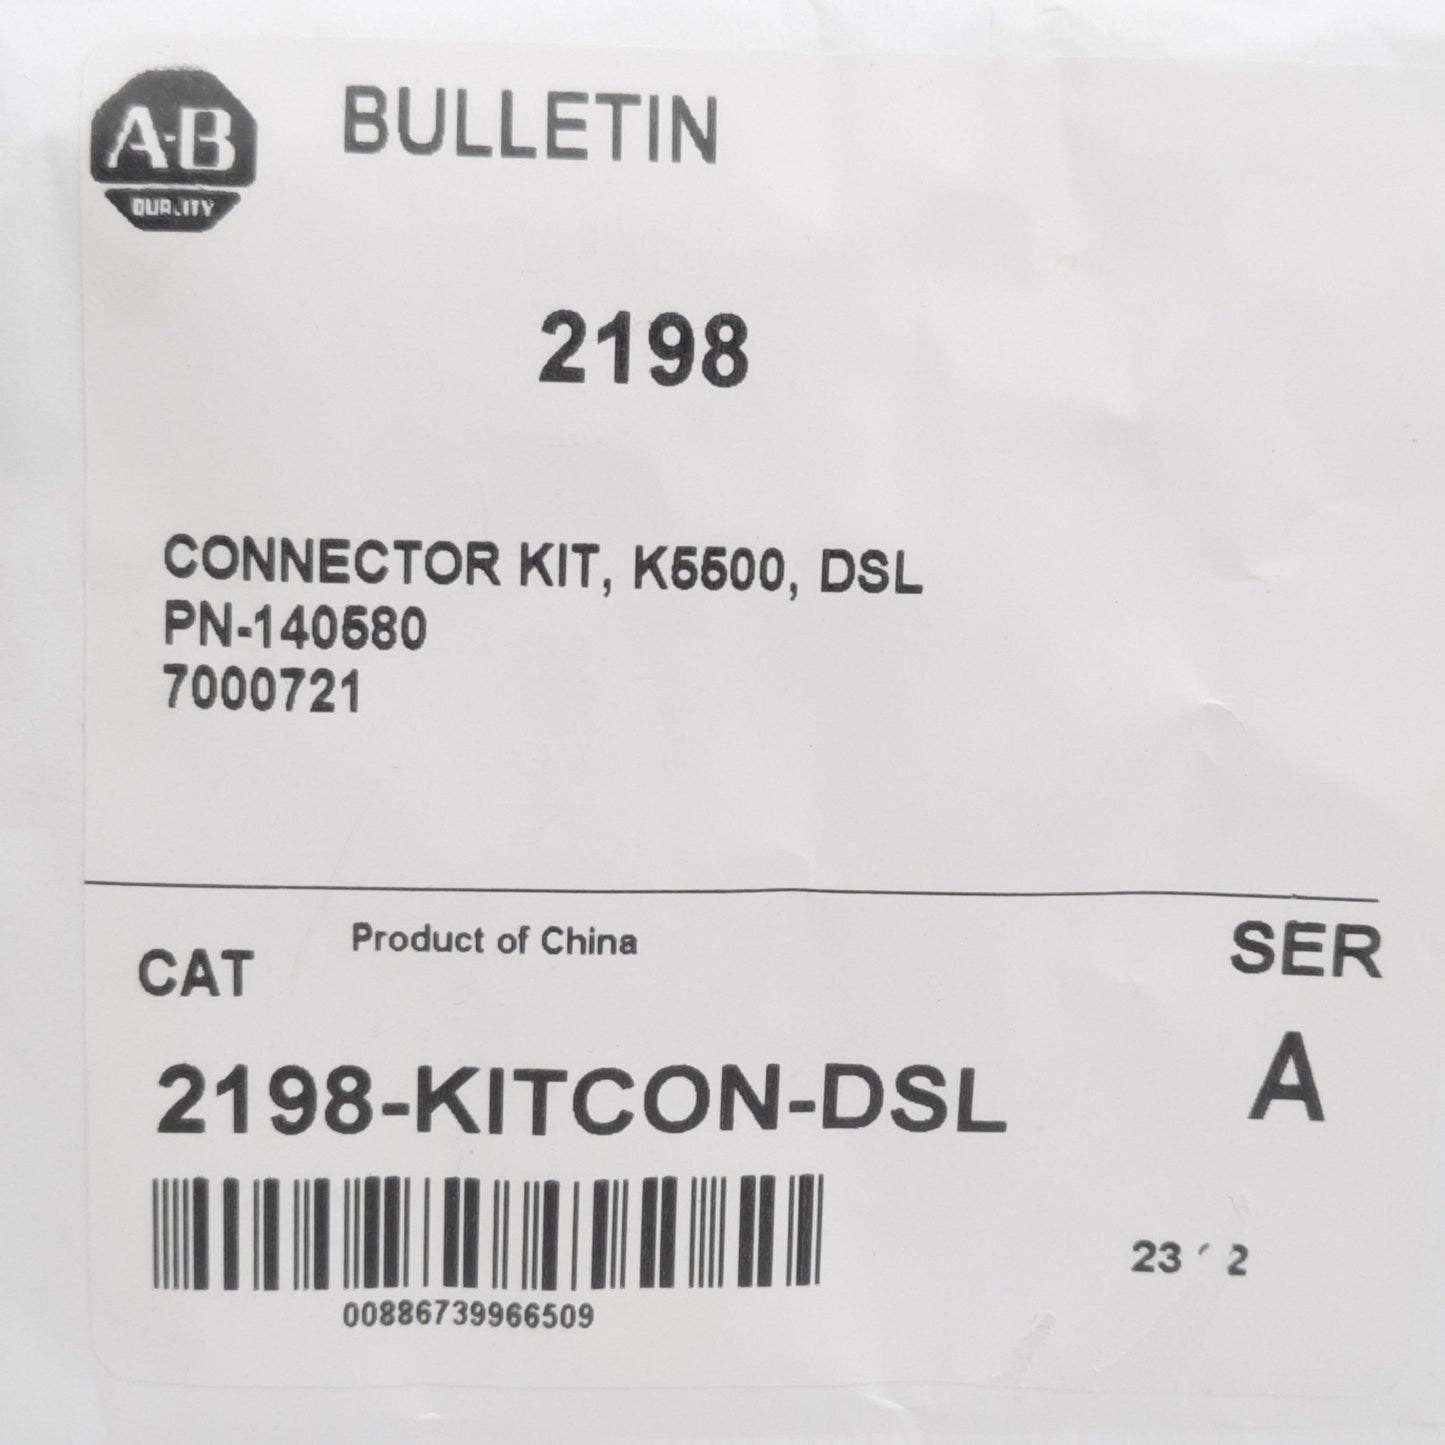 A-B
QUALITY
BULLETIN
2198
CONNECTOR KIT, K5500, DSL
PN-140580
7000721
CAT
Product of China
SER
2198-KITCON-DSL
A
00886739966509